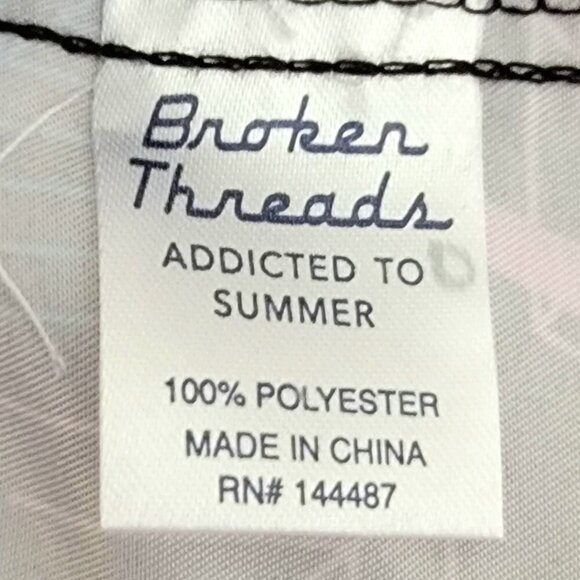 Broken
Threads
ADDICTED TO
SUMMER
100% POLYESTER
MADE IN CHINA
RN# 144487